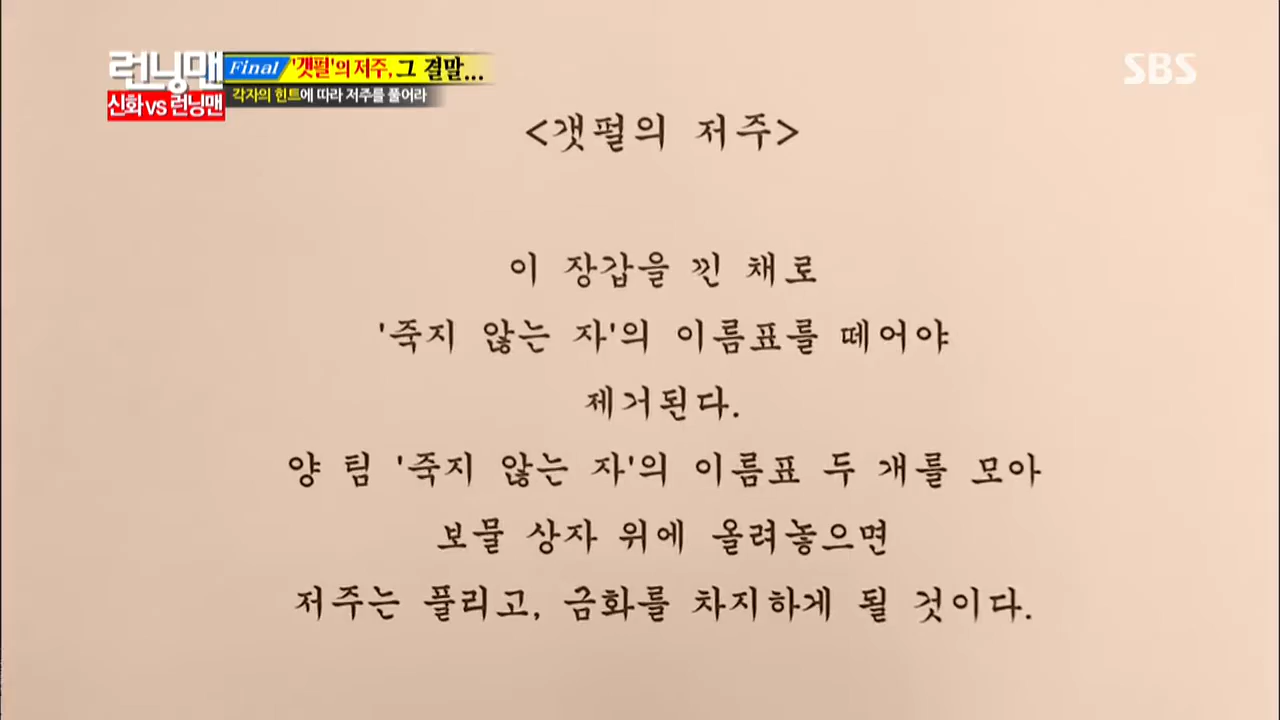 런닝맨
신화 vs 런닝맨
Final '갯펄'의 저주, 그 결말...
각자의 힌트에 따라 저주를 풀어라
SBS
<갯펄의 저주>
이 장갑을 낀 채로
'죽지 않는 자'의 이름표를 떼어야
제거된다.
양 팀 '죽지 않는 자'의 이름표 두 개를 모아
보물 상자 위에 올려놓으면
저주는 풀리고, 금화를 차지하게 될 것이다.